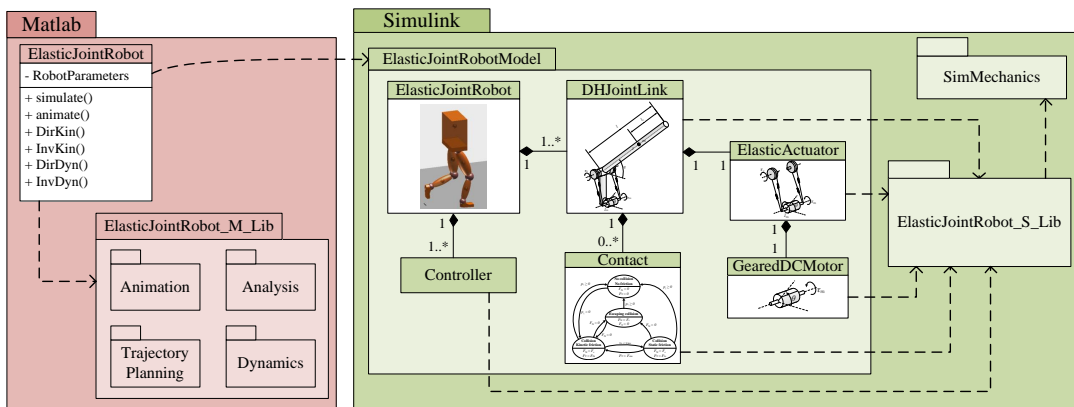 Matlab
ElasticJointRobot
- RobotParameters
+ simulate()
+ animate()
+ DirKin()
+ InvKin()
+ DirDyn()
+ InvDyn()
ElasticJointRobot_M_Lib
Animation
Analysis
Trajectory
Planning
Dynamics
Simulink
ElasticJointRobotModel
ElasticJointRobot
1
1..*
1
1..*
Controller
DHJointLink
1
1
1
0..*
Contact
ElasticActuator
1
1
GearedDCMotor
SimMechanics
ElasticJointRobot_S_Lib